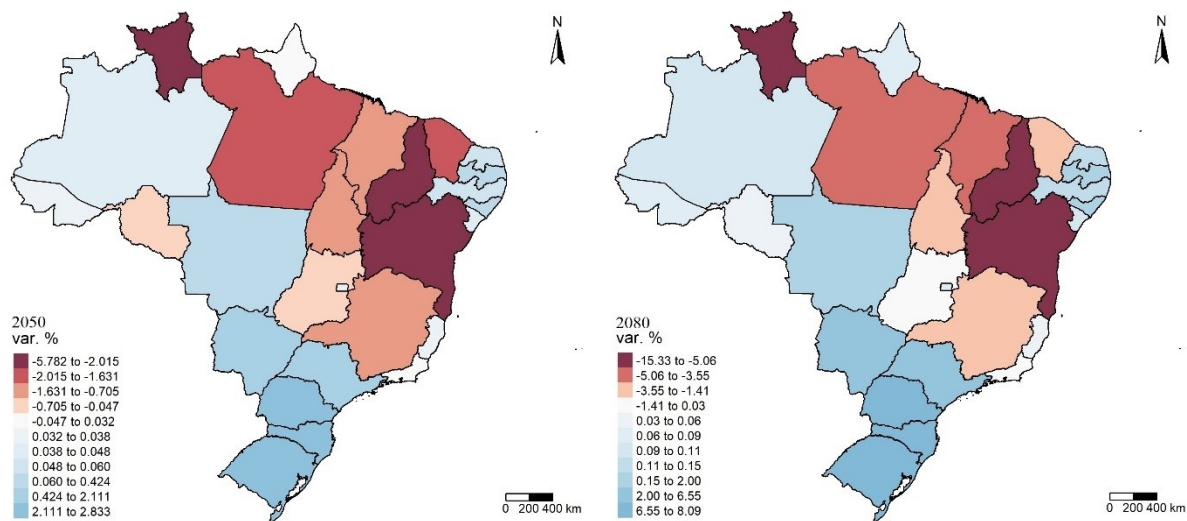 N
2050
var. %
-5.782 to -2.015
-2.015 to -1.631
-1.631 to -0.705
-0.705 to -0.047
-0.047 to 0.032
0.032 to 0.038
0.038 to 0.048
0.048 to 0.060
0.060 to 0.424
0.424 to 2.111
2.111 to 2.833
0 200 400 km
N
2080
var. %
-15.33 to -5.06
-5.06 to -3.55
-3.55 to -1.41
-1.41 to 0.03
0.03 to 0.06
0.06 to 0.09
0.09 to 0.11
0.11 to 0.15
0.15 to 2.00
2.00 to 6.55
6.55 to 8.09
0 200 400 km